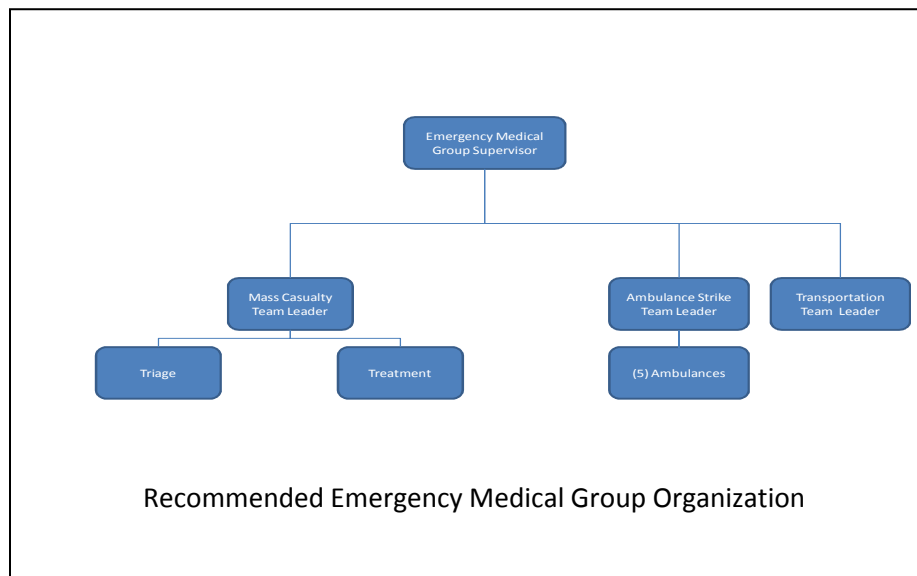 Emergency Medical
Group Supervisor
Mass Casualty
Team Leader
Ambulance Strike
Team Leader
Transportation
Team Leader
Triage
Treatment
(5) Ambulances
Recommended Emergency Medical Group Organization